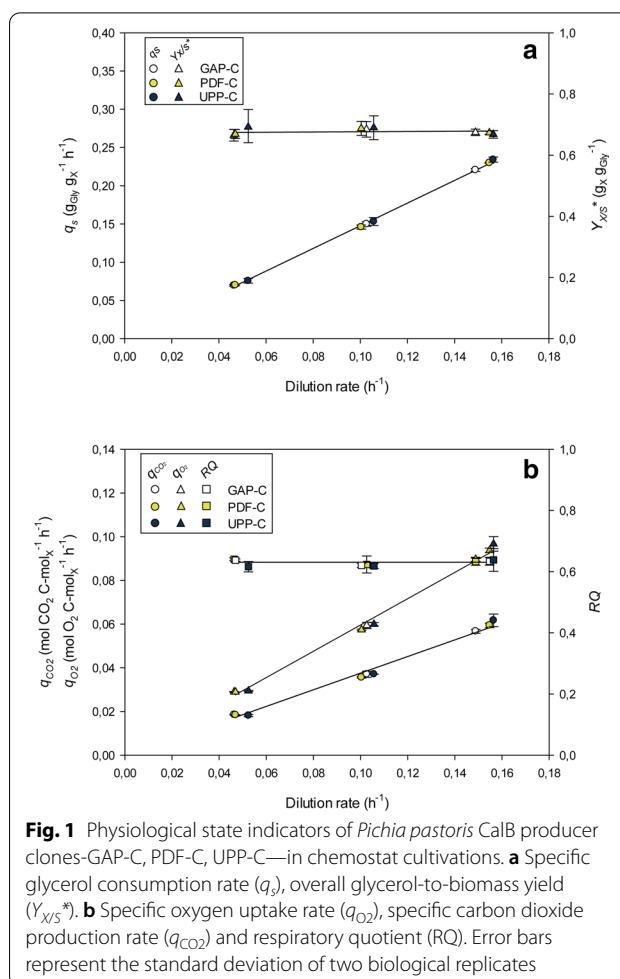 a
qs Yx/s*
GAP-C
PDF-C
UPP-C
0,40
0,35
0,30
0,25
0,20
0,15
0,10
0,05
0,00
qs (gGly gX-1 h-1)
1,0
0,8
0,6
0,4
0,2
0,0
YX/S* (gX gGly-1)
0,00 0,02 0,04 0,06 0,08 0,10 0,12 0,14 0,16 0,18
Dilution rate (h-1)
b
qCO2 qO2 RQ
GAP-C
PDF-C
UPP-C
0,14
0,12
0,10
0,08
0,06
0,04
0,02
0,00
qCO2 (mol CO2 C-molX-1 h-1)
qO2 (mol O2 C-molX-1 h-1)
1,0
0,8
0,6
0,4
0,2
0,0
RQ
0,00 0,02 0,04 0,06 0,08 0,10 0,12 0,14 0,16 0,18
Dilution rate (h-1)
Fig. 1 Physiological state indicators of Pichia pastoris CalB producer
clones-GAP-C, PDF-C, UPP-C—in chemostat cultivations. a Specific
glycerol consumption rate (qs), overall glycerol-to-biomass yield
(YX/S*). b Specific oxygen uptake rate (qO2), specific carbon dioxide
production rate (qCO2) and respiratory quotient (RQ). Error bars
represent the standard deviation of two biological replicates